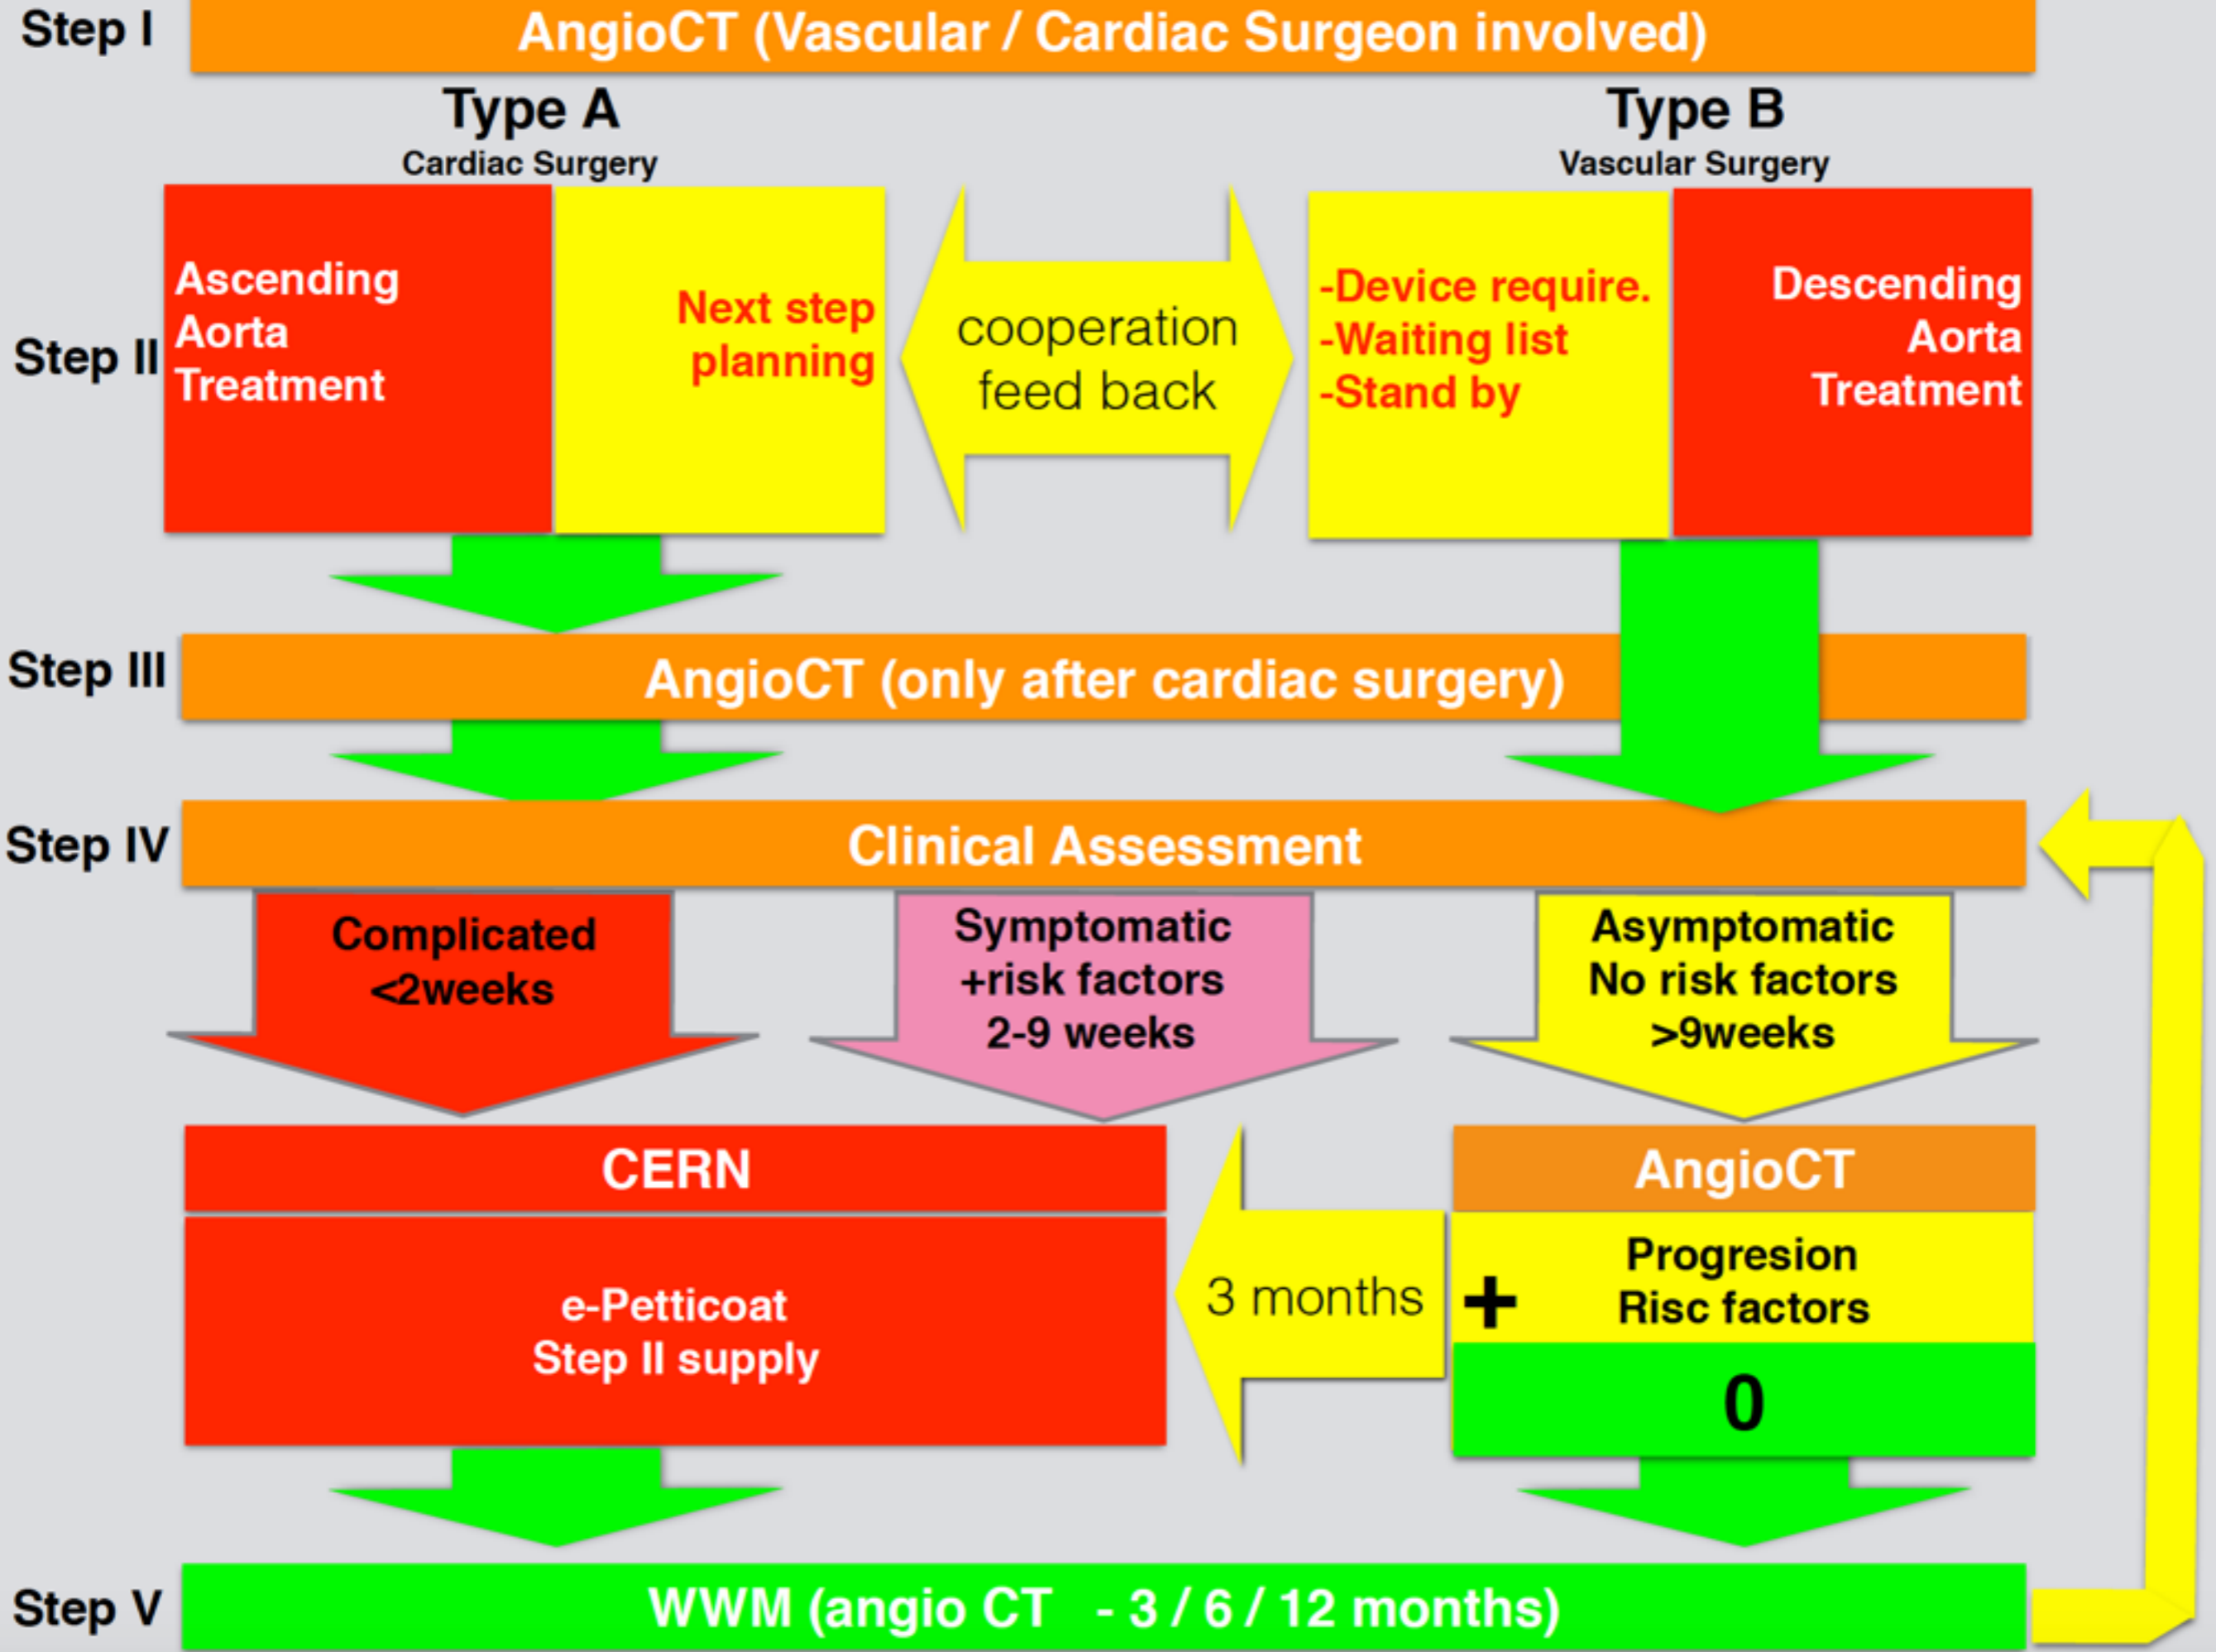 Step I
AngioCT (Vascular / Cardiac Surgeon involved)
Type A
Cardiac Surgery
Type B
Vascular Surgery
Step II
Ascending
Aorta
Treatment
Next step
planning
cooperation
feed back
-Device require.
-Waiting list
-Stand by
Descending
Aorta
Treatment
Step III
AngioCT (only after cardiac surgery)
Step IV
Clinical Assessment
Complicated
<2weeks
Symptomatic
+risk factors
2-9 weeks
Asymptomatic
No risk factors
>9weeks
CERN
e-Petticoat
Step II supply
3 months
AngioCT
+
Progresion
Risc factors
0
Step V
WWM (angio CT - 3 / 6 / 12 months)